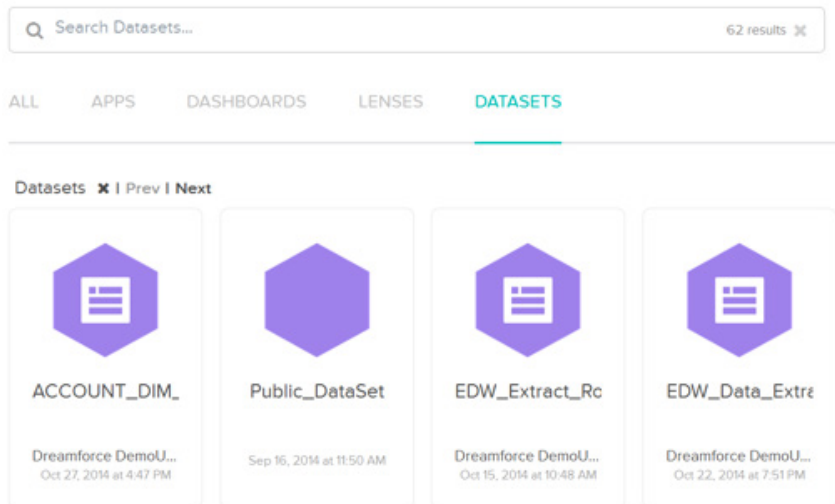 Search Datasets...
62 results ×
ALL APPS DASHBOARDS LENSES DATASETS
Datasets × | Prev | Next
ACCOUNT_DIM_ Public_DataSet EDW_Extract_Ro EDW_Data_Extra
Dreamforce DemoU... Dreamforce DemoU... Dreamforce DemoU...
Oct 27, 2014 at 4:47 PM Sep 16, 2014 at 11:50 AM Oct 15, 2014 at 10:48 AM Oct 22, 2014 at 7:51 PM